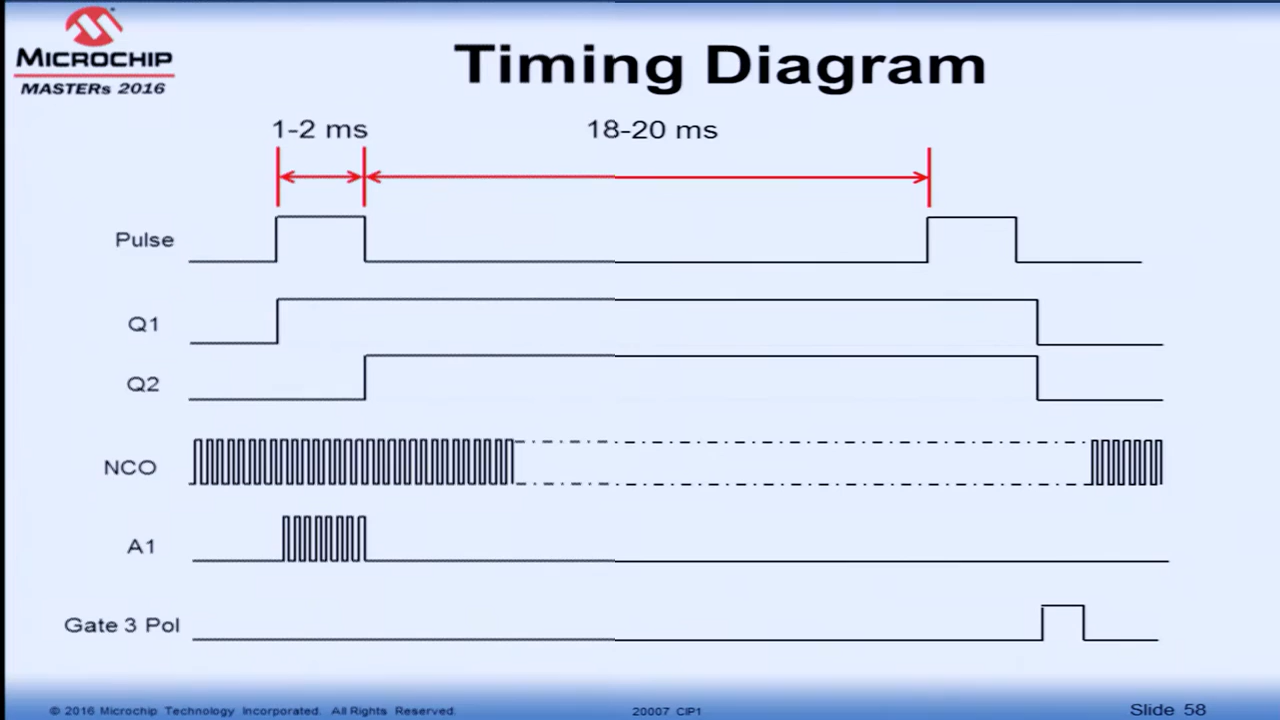 MICROCHIP
MASTERs 2016
Timing Diagram
1-2 ms
18-20 ms
Pulse
Q1
Q2
NCO
A1
Gate 3 Pol
© 2016 Microchip Technology Incorporated. All Rights Reserved.
20007 CIP1
Slide 58